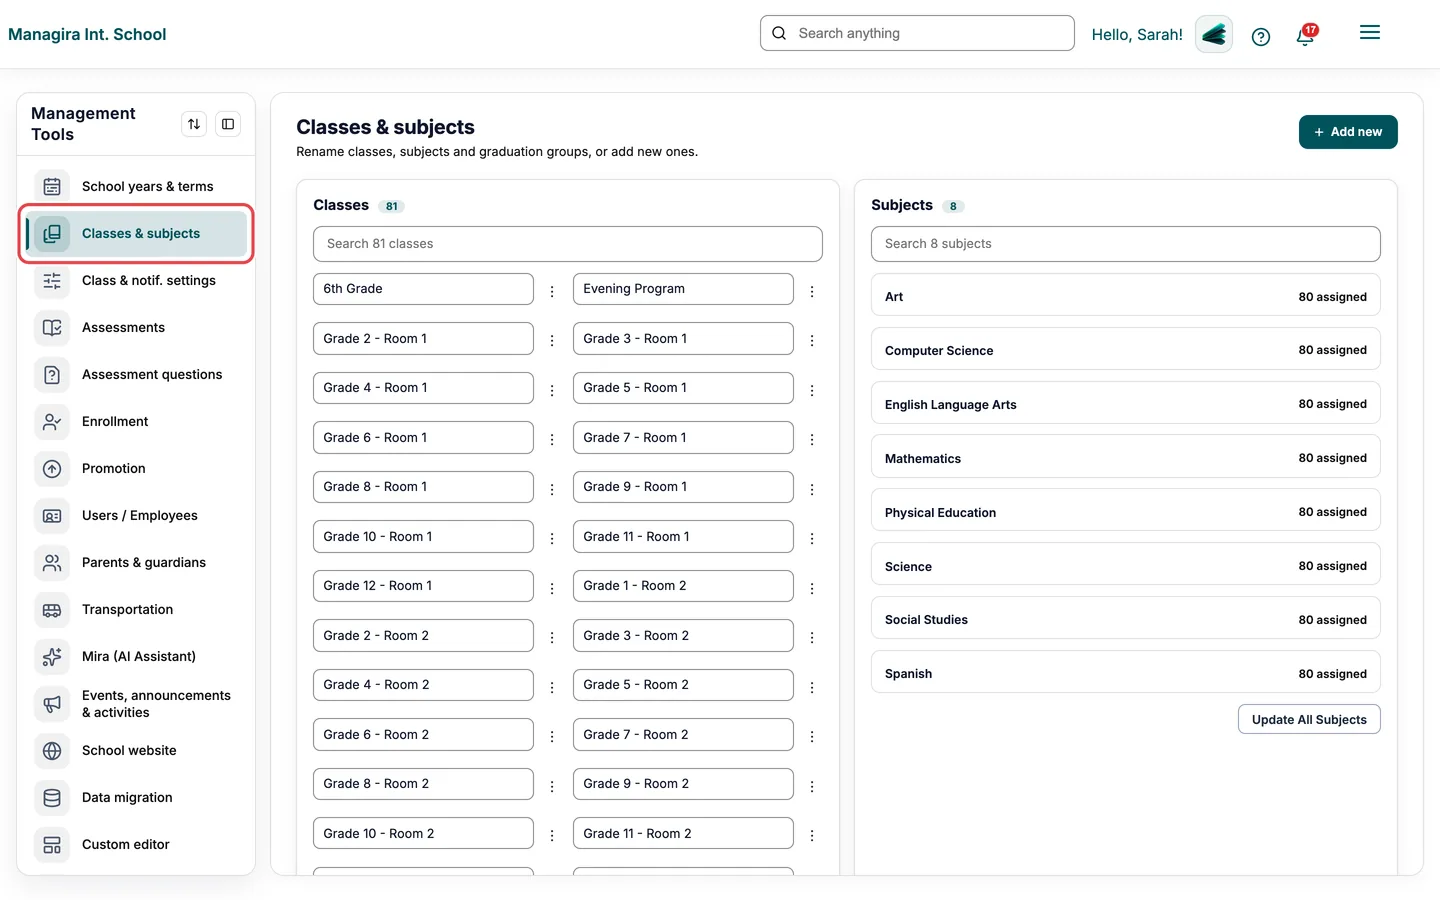 Managira Int. School
Search anything
Hello, Sarah!
17
Management
Tools
School years & terms
Classes & subjects
Class & notif. settings
Assessments
Assessment questions
Enrollment
Promotion
Users / Employees
Parents & guardians
Transportation
Mira (AI Assistant)
Events, announcements
& activities
School website
Data migration
Custom editor
Classes & subjects
Rename classes, subjects and graduation groups, or add new ones.
+ Add new
Classes 81
Search 81 classes
6th Grade
Evening Program
Grade 2 - Room 1
Grade 3 - Room 1
Grade 4 - Room 1
Grade 5 - Room 1
Grade 6 - Room 1
Grade 7 - Room 1
Grade 8 - Room 1
Grade 9 - Room 1
Grade 10 - Room 1
Grade 11 - Room 1
Grade 12 - Room 1
Grade 1 - Room 2
Grade 2 - Room 2
Grade 3 - Room 2
Grade 4 - Room 2
Grade 5 - Room 2
Grade 6 - Room 2
Grade 7 - Room 2
Grade 8 - Room 2
Grade 9 - Room 2
Grade 10 - Room 2
Grade 11 - Room 2
Subjects 8
Search 8 subjects
Art 80 assigned
Computer Science 80 assigned
English Language Arts 80 assigned
Mathematics 80 assigned
Physical Education 80 assigned
Science 80 assigned
Social Studies 80 assigned
Spanish 80 assigned
Update All Subjects